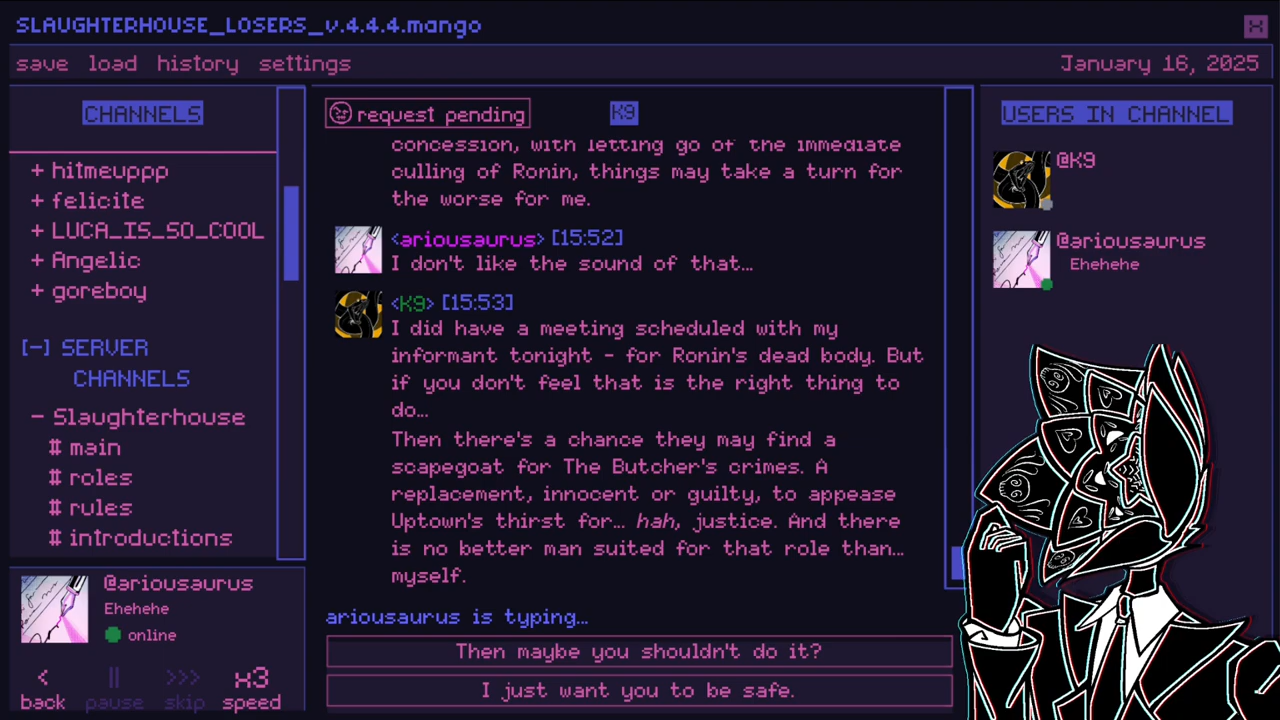 SLAUGHTERHOUSE_LOSERS_v.4.4.4.mango
X
save load history settings
January 16, 2025
CHANNELS
+ hitmeuppp
+ felicite
+ LUCA_IS_SO_COOL
+ Angelic
+ goreboy
[-] SERVER
CHANNELS
- Slaughterhouse
# main
# roles
# rules
# introductions
@ariousaurus
Ehehehe
online
< || >>> x3
back pause skip speed
request pending
K9
concession, with letting go of the immediate
culling of Ronin, things may take a turn for
the worse for me.
<ariousaurus> [15:52]
I don't like the sound of that...
<K9> [15:53]
I did have a meeting scheduled with my
informant tonight - for Ronin's dead body. But
if you don't feel that is the right thing to
do...
Then there's a chance they may find a
scapegoat for The Butcher's crimes. A
replacement, innocent or guilty, to appease
Uptown's thirst for... hah, justice. And there
is no better man suited for that role than...
myself.
ariousaurus is typing...
Then maybe you shouldn't do it?
I just want you to be safe.
USERS IN CHANNEL
@K9
@ariousaurus
Ehehehe